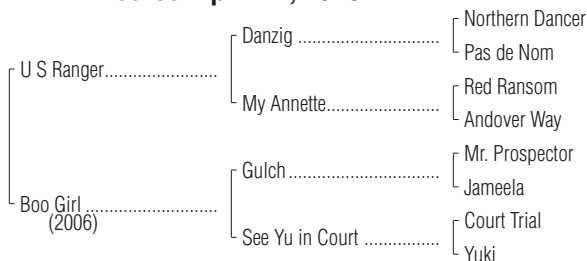 Northern Dancer
Danzig ................................
Pas de Nom
U S Ranger.........................
Red Ransom
My Annette.........................
Andover Way
Mr. Prospector
Gulch..................................
Jameela
Boo Girl ..............................
(2006)
Court Trial
See Yu in Court .................
Yuki